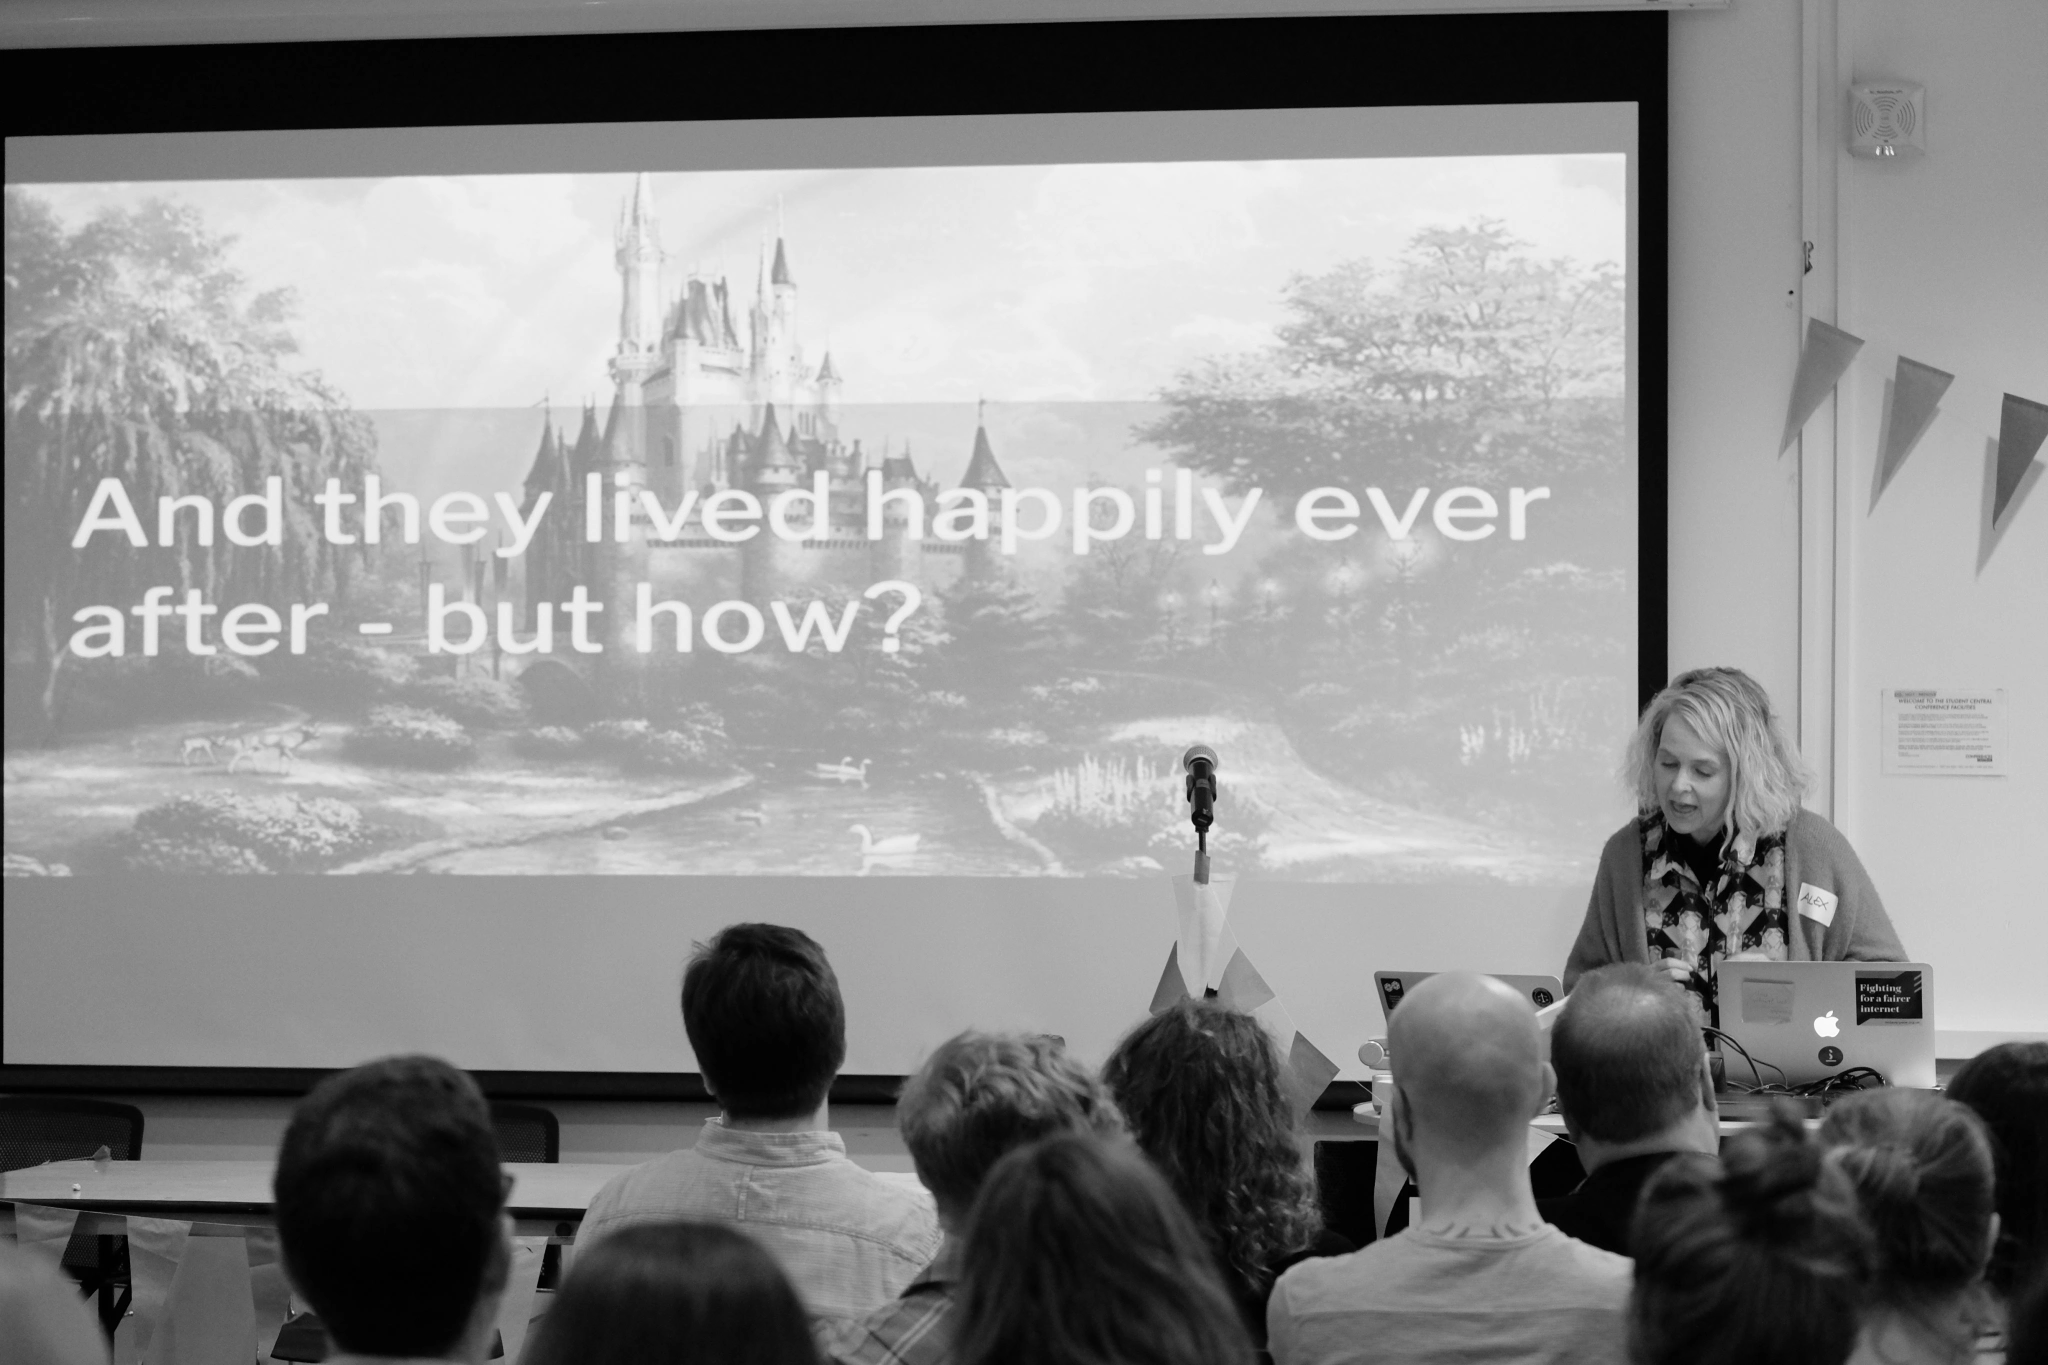 And they lived happily ever
after - but how?
ALEX
Fighting
for a fairer
internet
WELCOME TO THE STUDENT CENTRAL
CONFERENCE FACILITIES